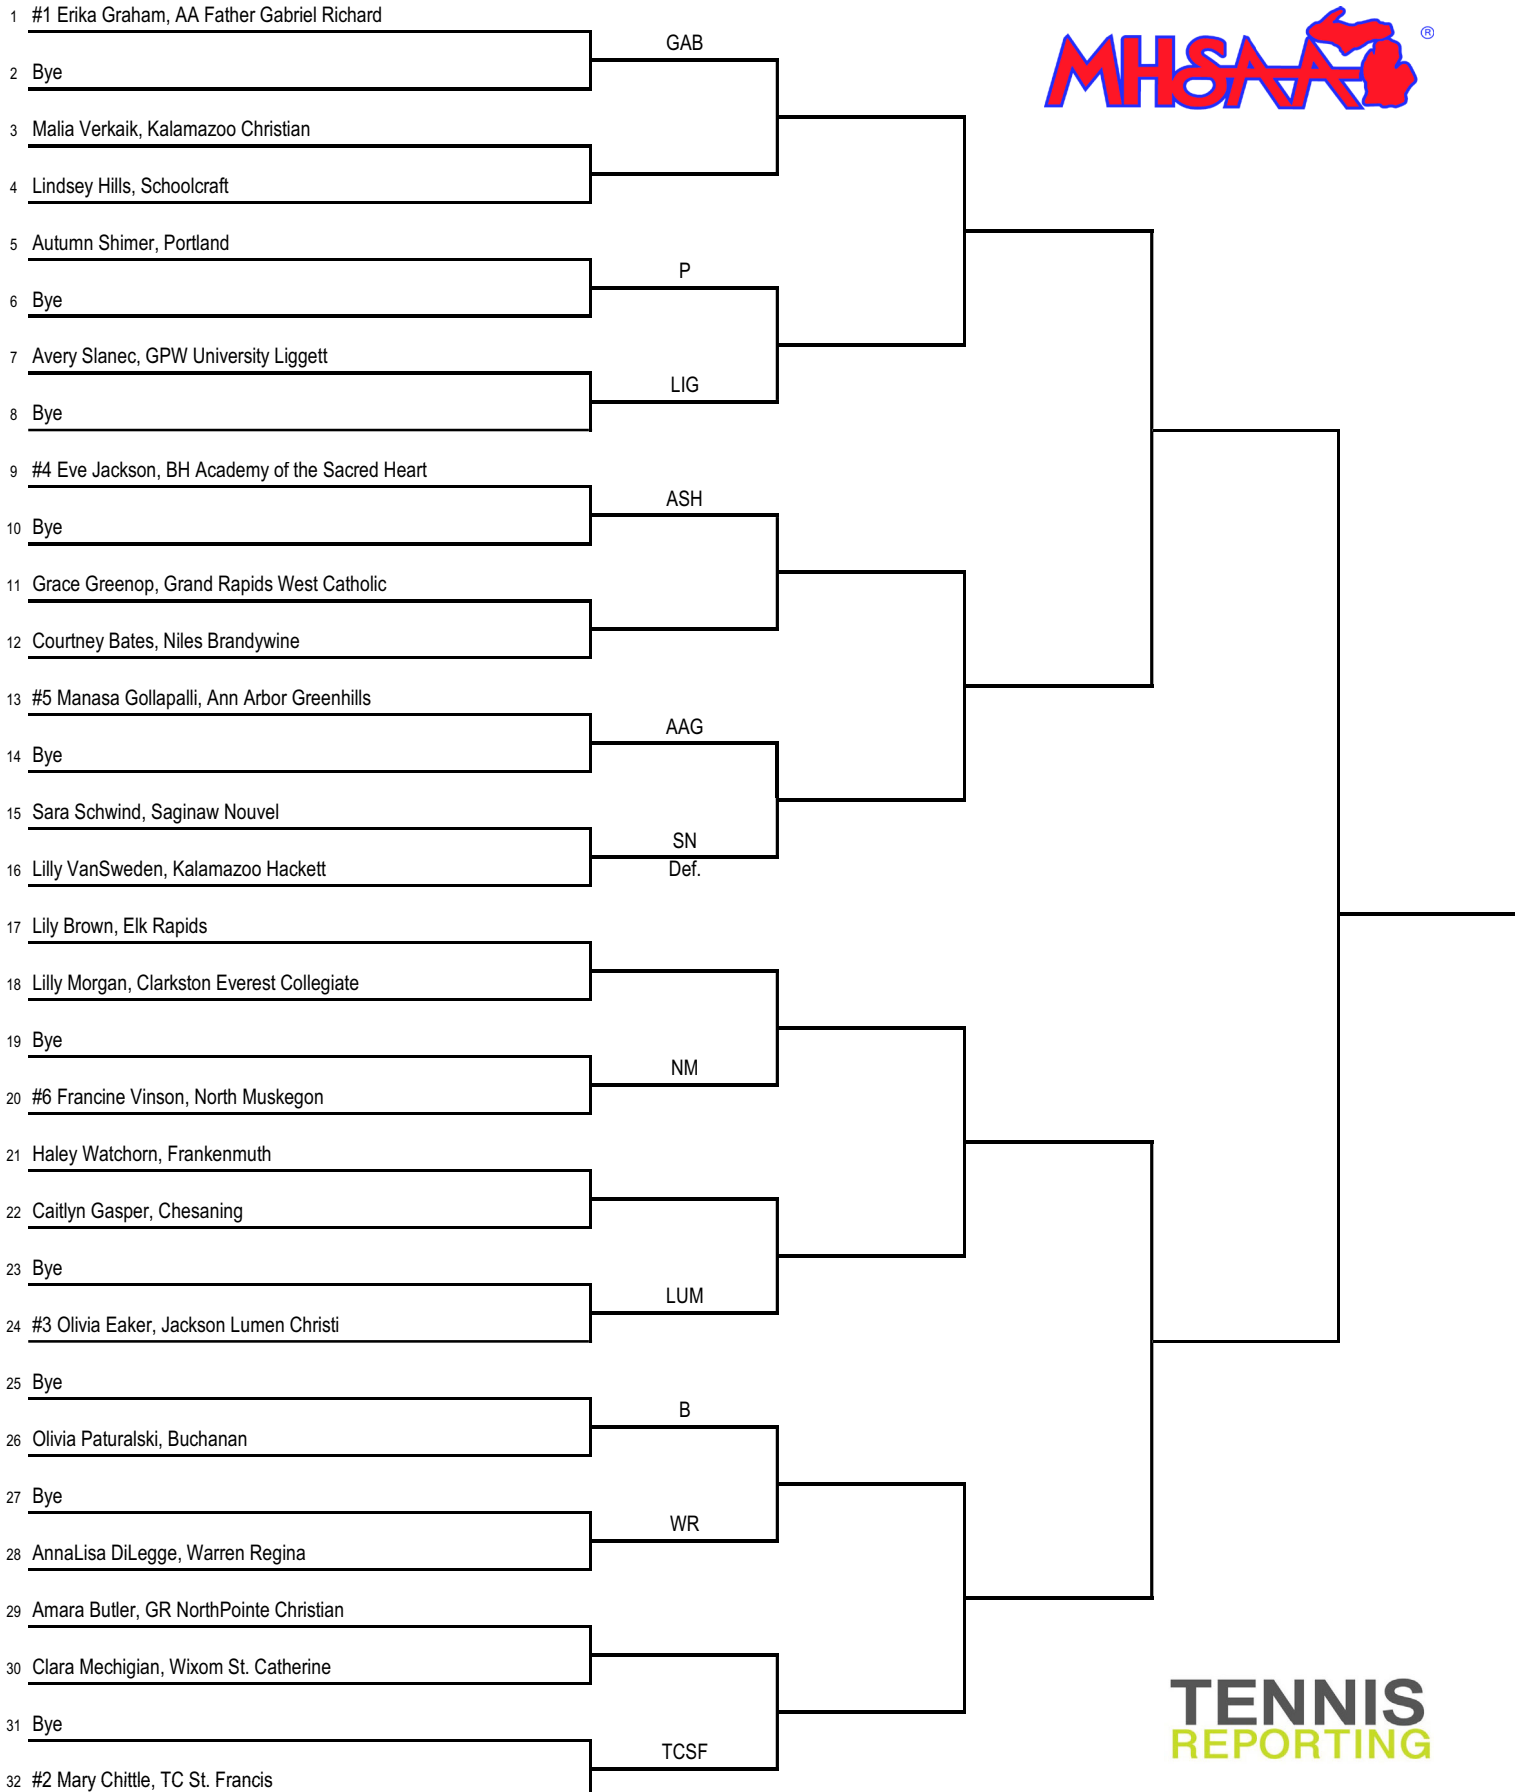 1 #1 Erika Graham, AA Father Gabriel Richard
GAB
MHSAA ®
2 Bye
3 Malia Verkaik, Kalamazoo Christian
4 Lindsey Hills, Schoolcraft
5 Autumn Shimer, Portland
P
6 Bye
7 Avery Slanec, GPW University Liggett
LIG
8 Bye
9 #4 Eve Jackson, BH Academy of the Sacred Heart
ASH
10 Bye
11 Grace Greenop, Grand Rapids West Catholic
12 Courtney Bates, Niles Brandywine
13 #5 Manasa Gollapalli, Ann Arbor Greenhills
AAG
14 Bye
15 Sara Schwind, Saginaw Nouvel
SN
16 Lilly VanSweden, Kalamazoo Hackett
Def.
17 Lily Brown, Elk Rapids
18 Lilly Morgan, Clarkston Everest Collegiate
19 Bye
NM
20 #6 Francine Vinson, North Muskegon
21 Haley Watchorn, Frankenmuth
22 Caitlyn Gasper, Chesaning
23 Bye
LUM
24 #3 Olivia Eaker, Jackson Lumen Christi
25 Bye
B
26 Olivia Paturalski, Buchanan
27 Bye
WR
28 AnnaLisa DiLegge, Warren Regina
29 Amara Butler, GR NorthPointe Christian
30 Clara Mechigian, Wixom St. Catherine
31 Bye
TCSF
32 #2 Mary Chittle, TC St. Francis
TENNIS
REPORTING